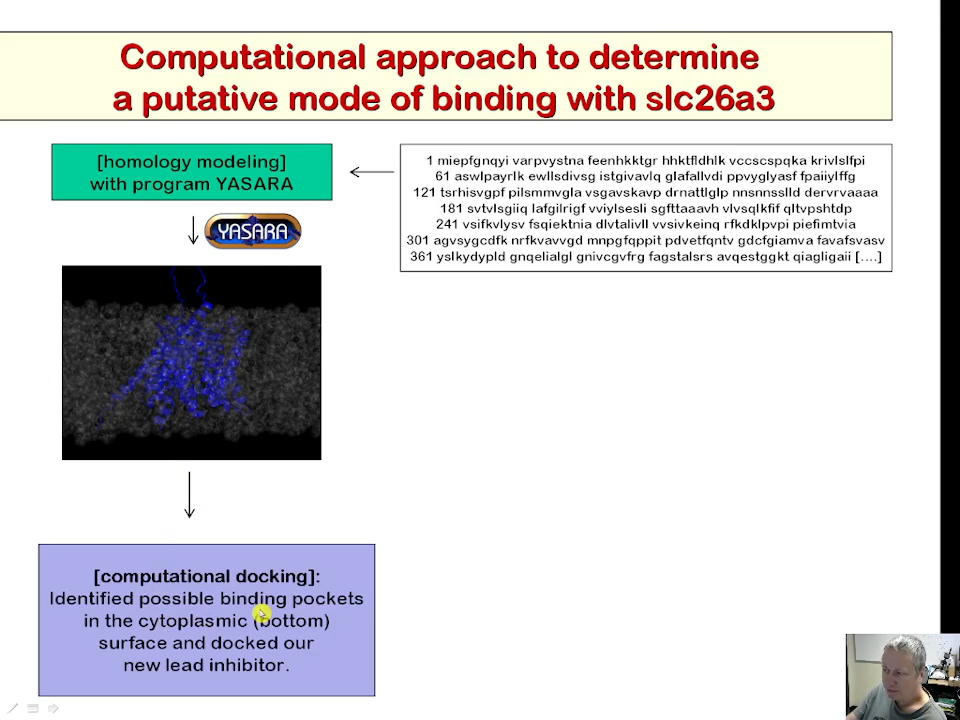 Computational approach to determine
a putative mode of binding with slc26a3
[homology modeling]
with program YASARA
1 miepfgnqyi varpvystna feenhkktgr hhktfldhlk vccscspqka krivlslfpi
61 aswlpayrlk ewllsdivsg istgivavlq glafallvdi ppvyglyasf fpaiiylffg
121 tsrhisvgpf pilsmmvgla vsgavskavp drnattlglp nnsnnsslld dervrvaaaa
181 svtvlsgiiq lafgilrigf vviylsesli sgfttaaavh vlvsqlkfif qltvpshtdp
241 vsifkvlysv fsqiektnia dlvtalivll vvsivkeinq rfkdklpvpi piefimtvia
301 agvsygcdfk nrfkvavvgd mnpgfqppit pdvetfqntv gdcfgiamva favafsvasv
361 yslkydypld gnqelialgl gnivcgvfrg fagstalsrs avqestggkt qiagligaii [....]
YASARA
[computational docking]:
Identified possible binding pockets
in the cytoplasmic (bottom)
surface and docked our
new lead inhibitor.